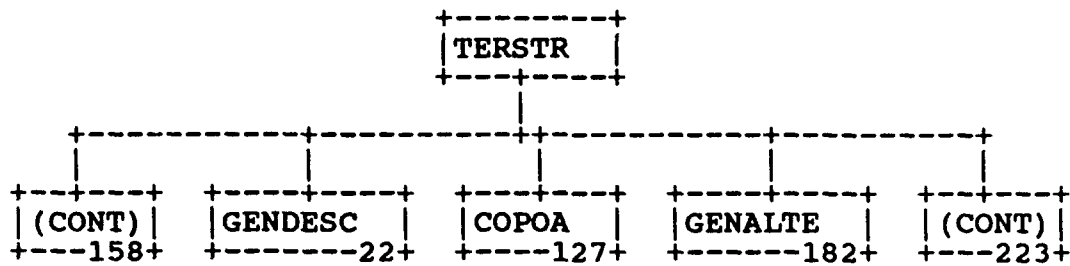 TERSTR
(CONT) GENDESC COPOA GENALTE (CONT)
158 22 127 182 223